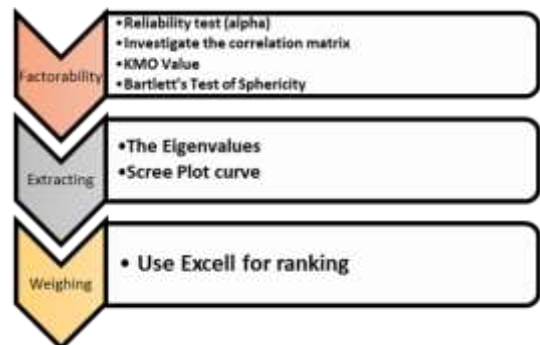 Factorability
•Reliability test (alpha)
•Investigate the correlation matrix
•KMO Value
•Bartlett's Test of Sphericity
Extracting
•The Eigenvalues
•Scree Plot curve
Weighing
• Use Excell for ranking